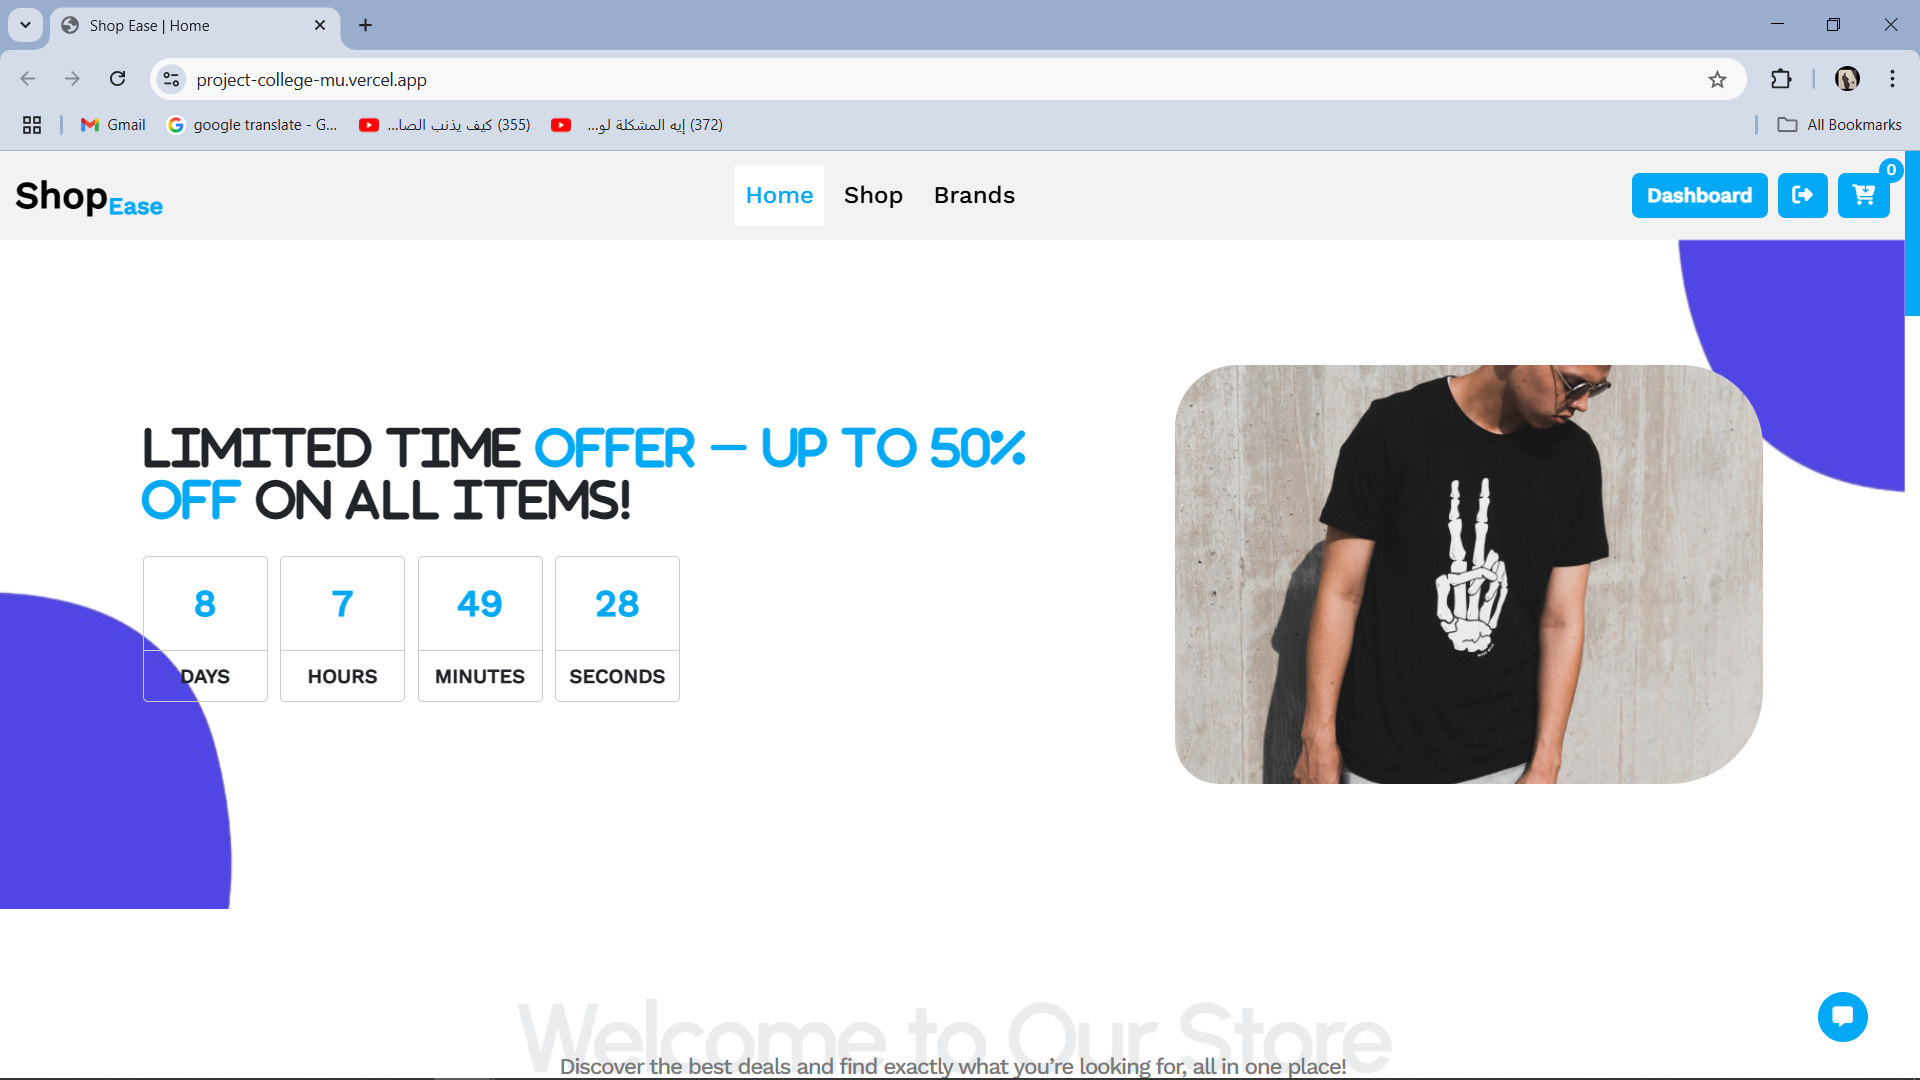 Shop Ease | Home
project-college-mu.vercel.app
Gmail
google translate - G...
(355) كيف يذنب الصا...
(372) إيه المشكلة لو...
All Bookmarks
ShopEase
Home
Shop
Brands
Dashboard
0
LIMITED TIME OFFER – UP TO 50%
OFF ON ALL ITEMS!
8
7
49
28
DAYS
HOURS
MINUTES
SECONDS
Welcome to Our Store
Discover the best deals and find exactly what you’re looking for, all in one place!